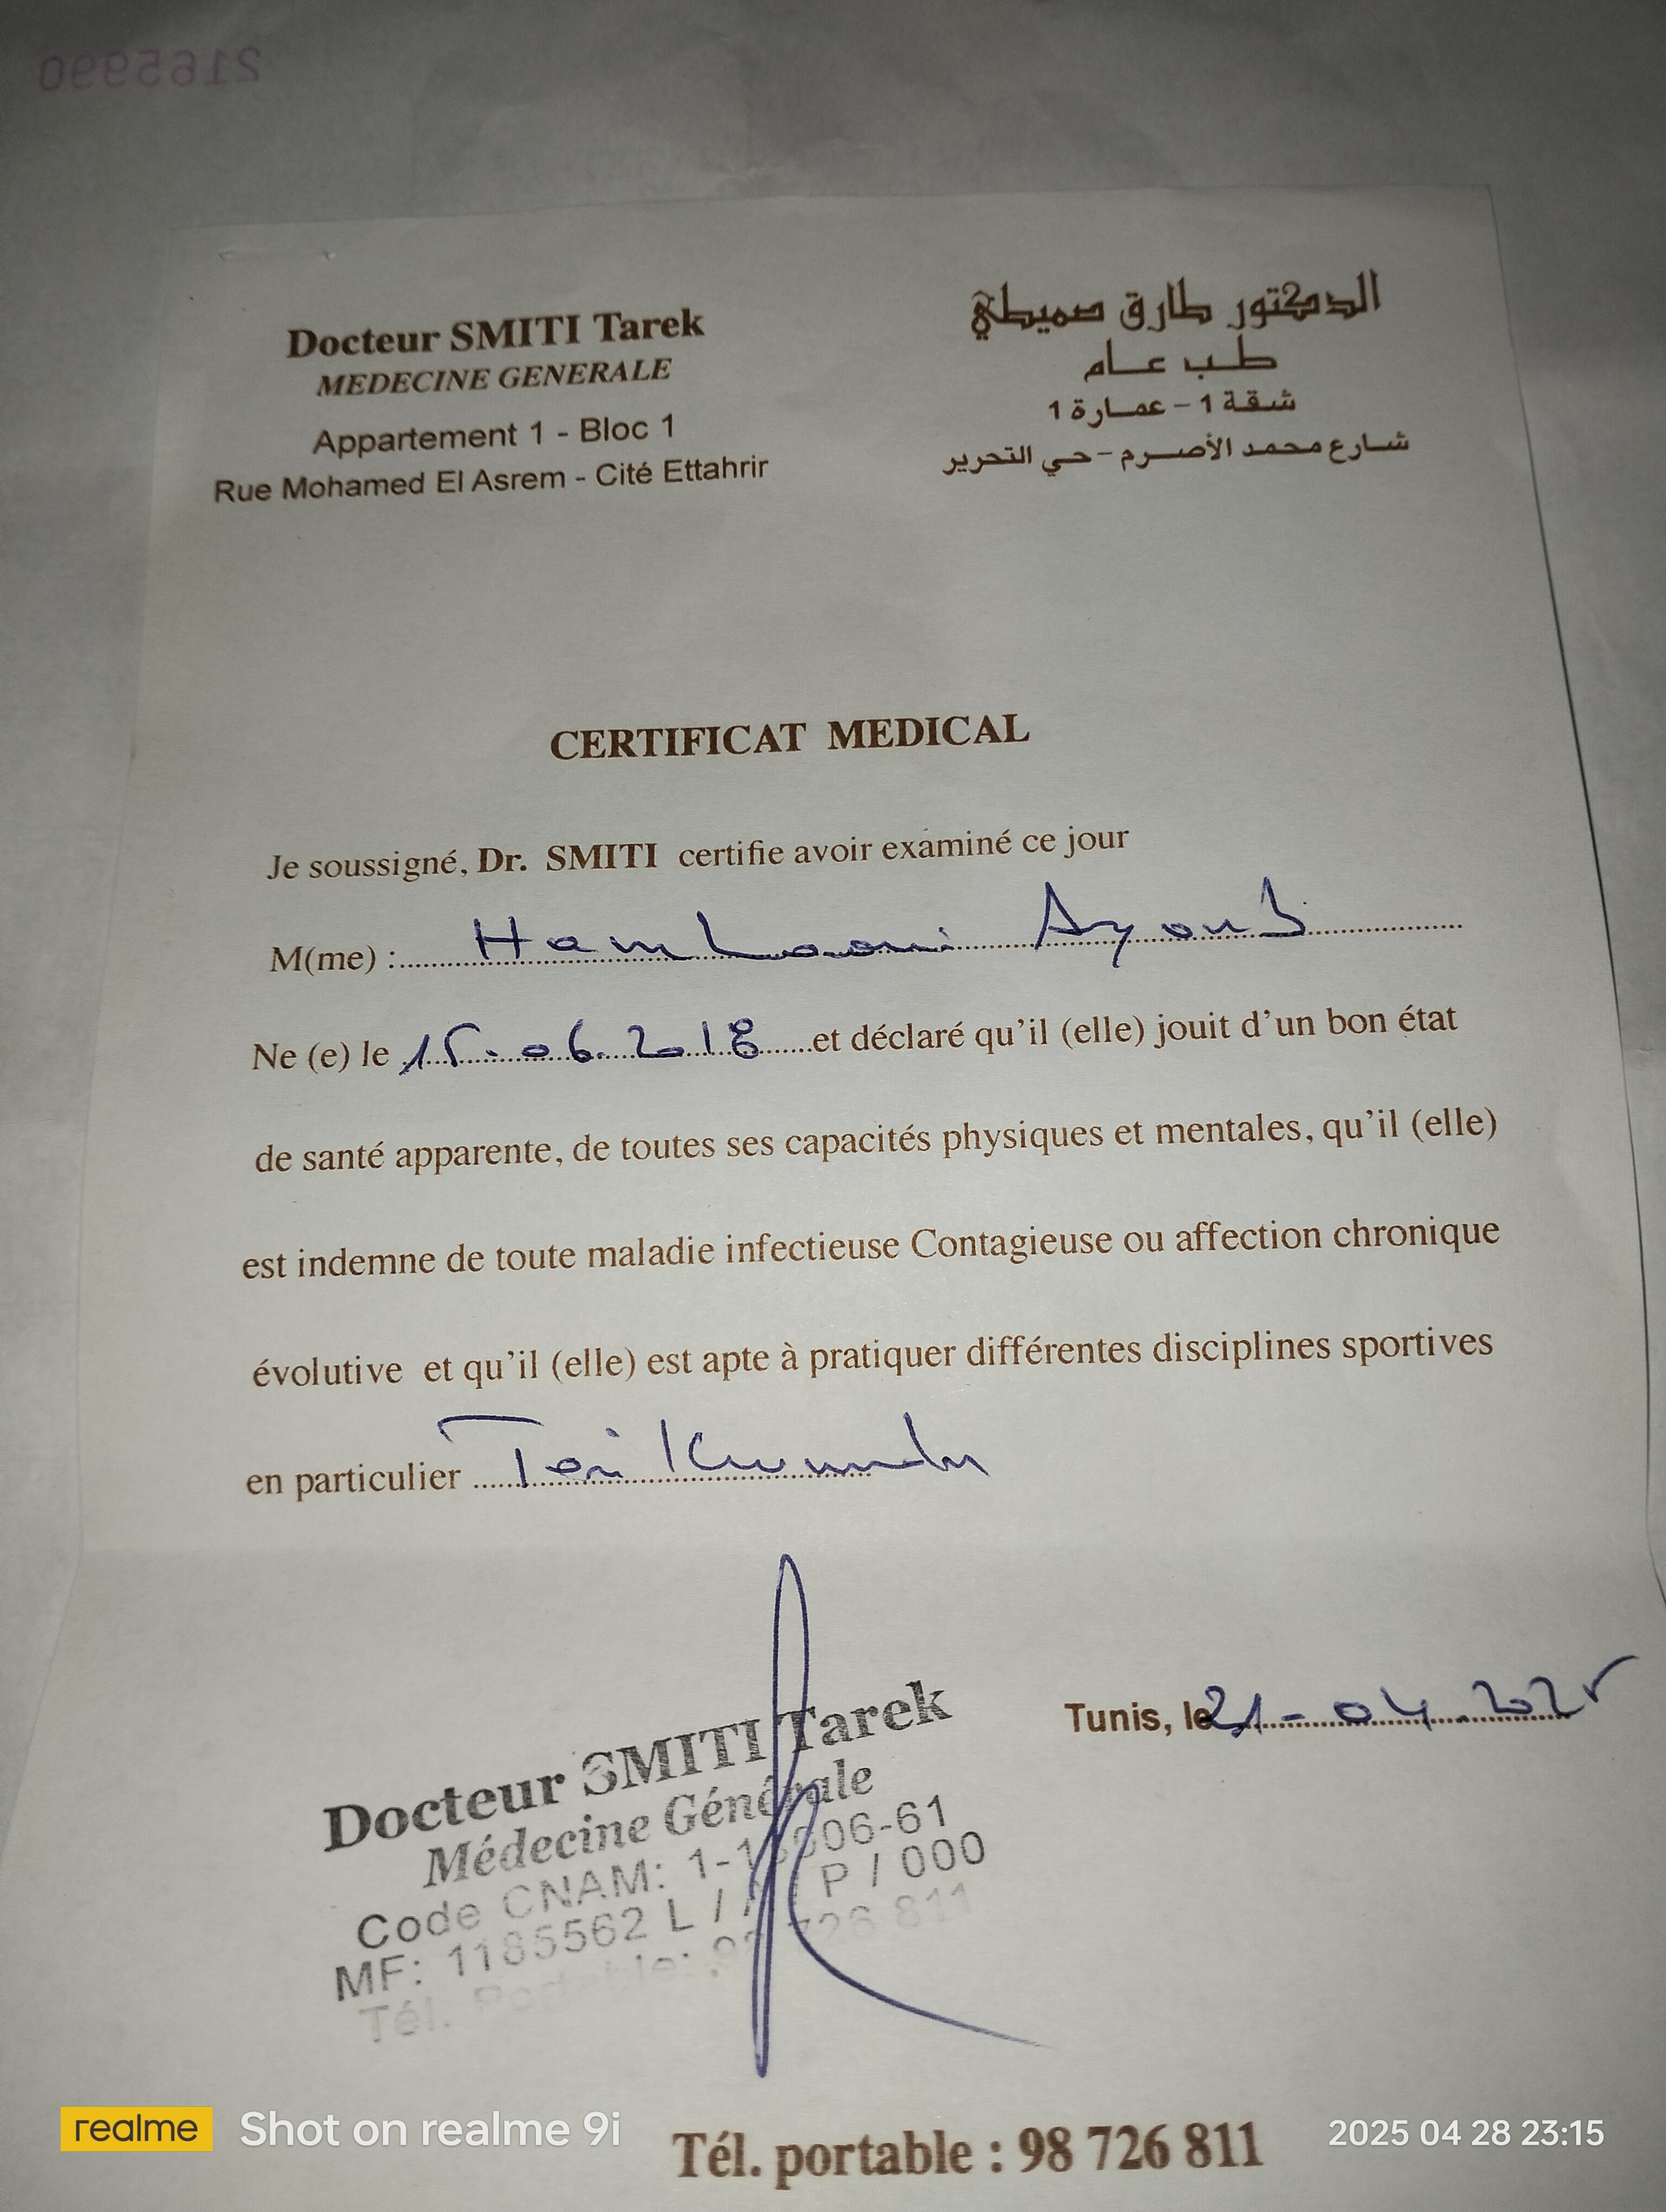 2165990
Docteur SMITI Tarek
MEDECINE GENERALE
Appartement 1 - Bloc 1
Rue Mohamed El Asrem - Cité Ettahrir
الدكتور طارق صميطي
طب عام
شقة 1 - عمارة 1
شارع محمد الأصرم - حي التحرير
CERTIFICAT MEDICAL
Je soussigné, Dr. SMITI certifie avoir examiné ce jour
M(me) : Hamlaoui Ayoub
Ne (e) le 15-06.2018 et déclaré qu'il (elle) jouit d'un bon état
de santé apparente, de toutes ses capacités physiques et mentales, qu'il (elle)
est indemne de toute maladie infectieuse Contagieuse ou affection chronique
évolutive et qu'il (elle) est apte à pratiquer différentes disciplines sportives
en particulier
Tunis, le 21-04.2025
Docteur SMITI Tarek
Médecine Générale
Code CNAM:
MF: 1185562 L / P / 000
Tél. Portable: 98 726 811
realme Shot on realme 9i
2025 04 28 23:15
Tél. portable : 98 726 811